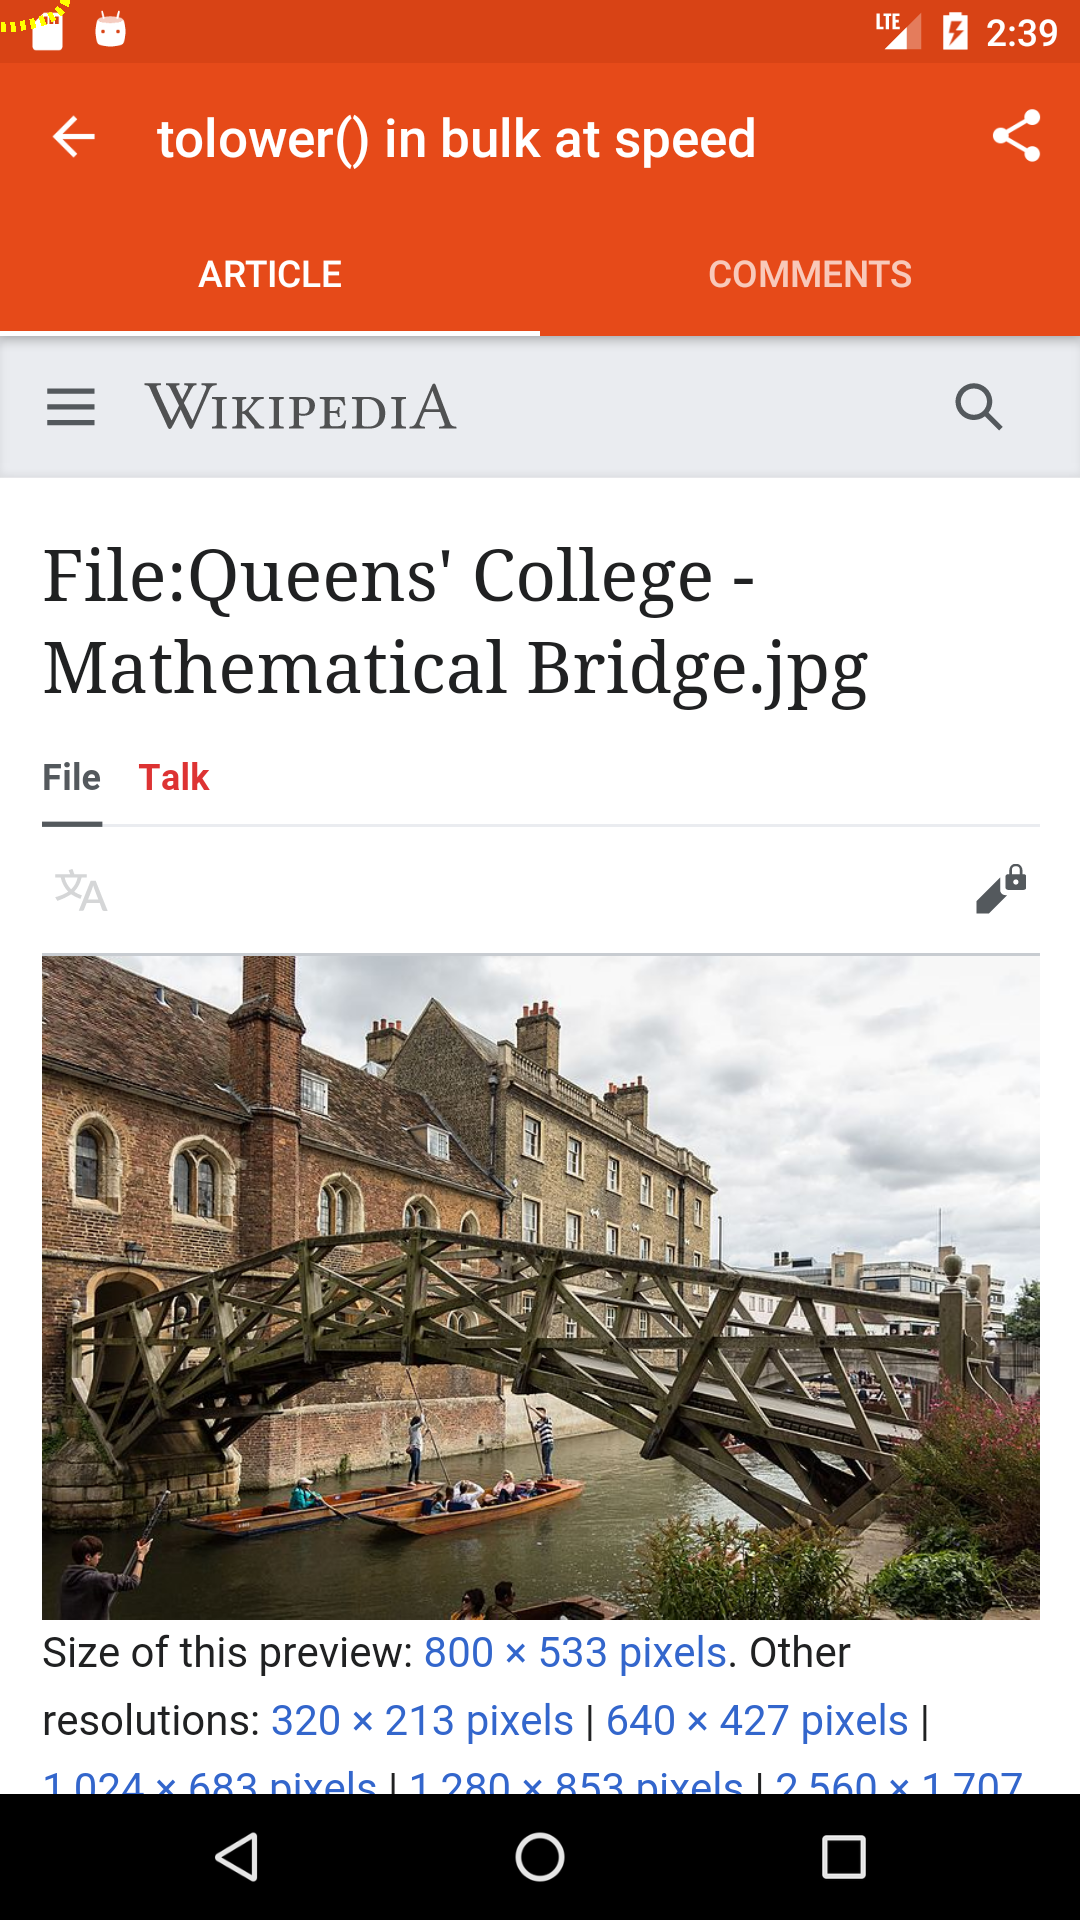 LTE 2:39
tolower() in bulk at speed
ARTICLE COMMENTS
WIKIPEDIA
File:Queens' College -
Mathematical Bridge.jpg
File Talk
文A
Size of this preview: 800 × 533 pixels. Other
resolutions: 320 × 213 pixels | 640 × 427 pixels |
1,024 × 683 pixels | 1,280 × 853 pixels | 2,560 × 1,707